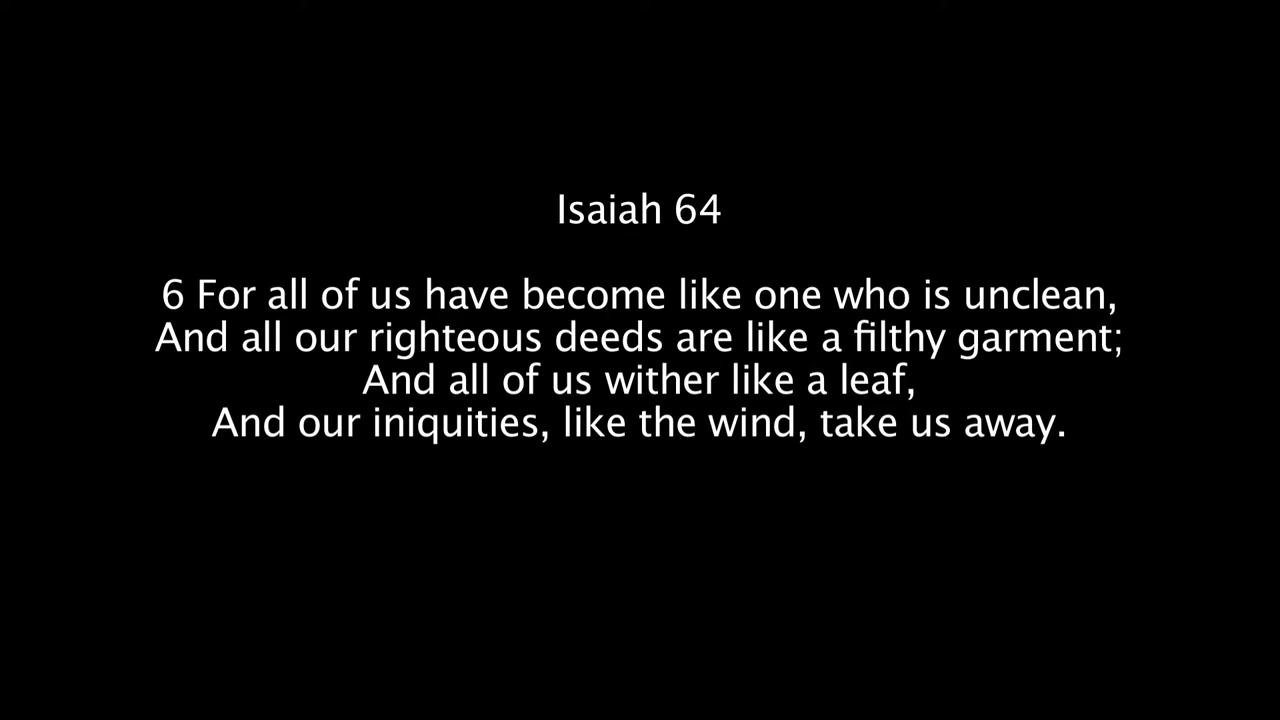 Isaiah 64
6 For all of us have become like one who is unclean,
And all our righteous deeds are like a filthy garment;
And all of us wither like a leaf,
And our iniquities, like the wind, take us away.